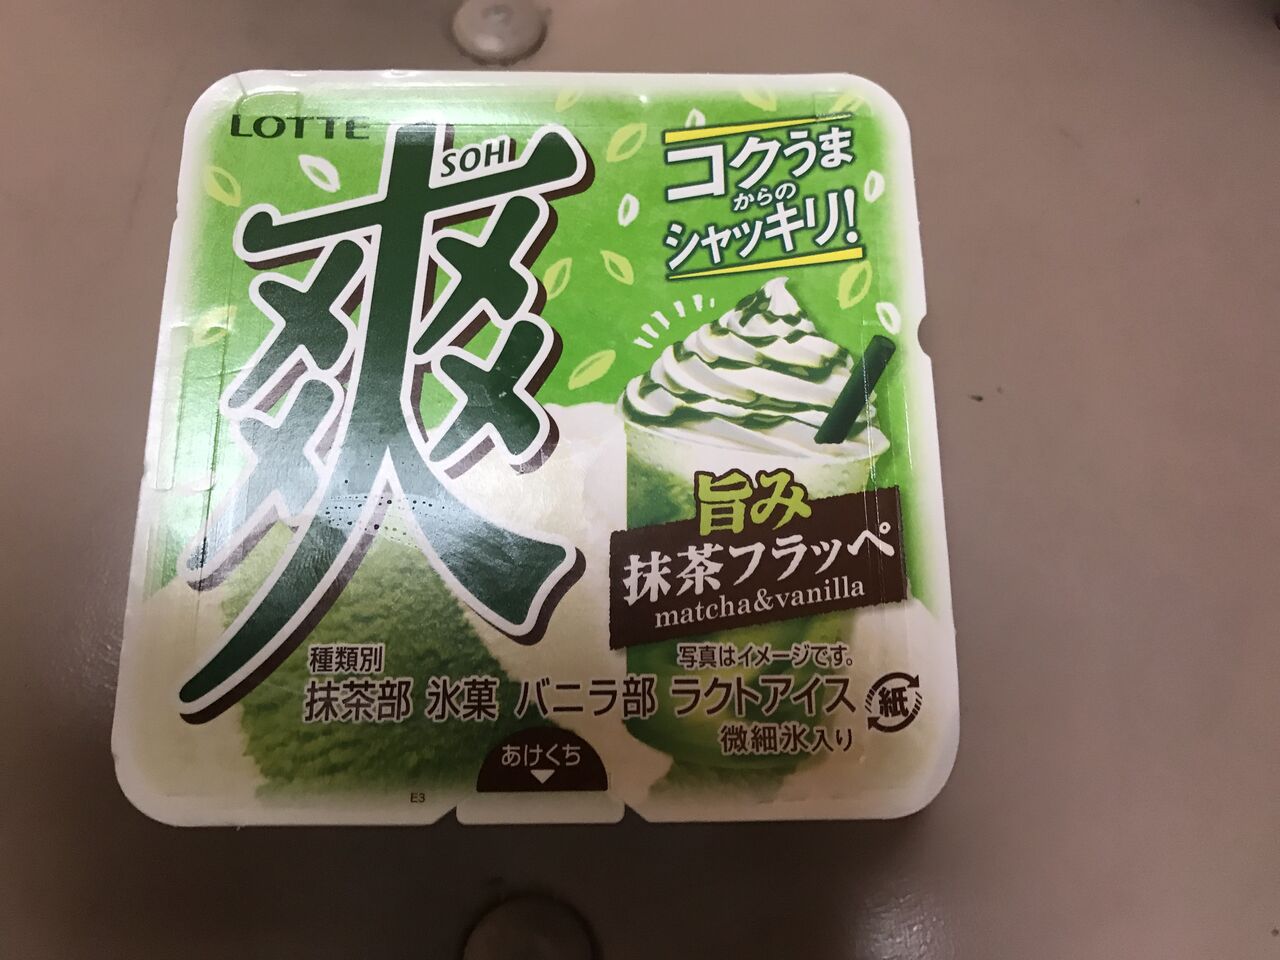 LOTTE
爽
SOH
コクうま
からの
シャッキリ!
旨み
抹茶フラッペ
matcha&vanilla
写真はイメージです。
種類別
抹茶部 氷菓 バニラ部 ラクトアイス
微細氷入り
紙
あけくち
E3